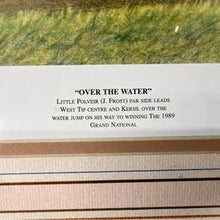 “OVER THE WATER”
LITTLE POLVEIR (J. FROST) FAR SIDE LEADS
WEST TIP CENTRE AND KERSIL OVER THE
WATER JUMP ON HIS WAY TO WINNING THE 1989
GRAND NATIONAL